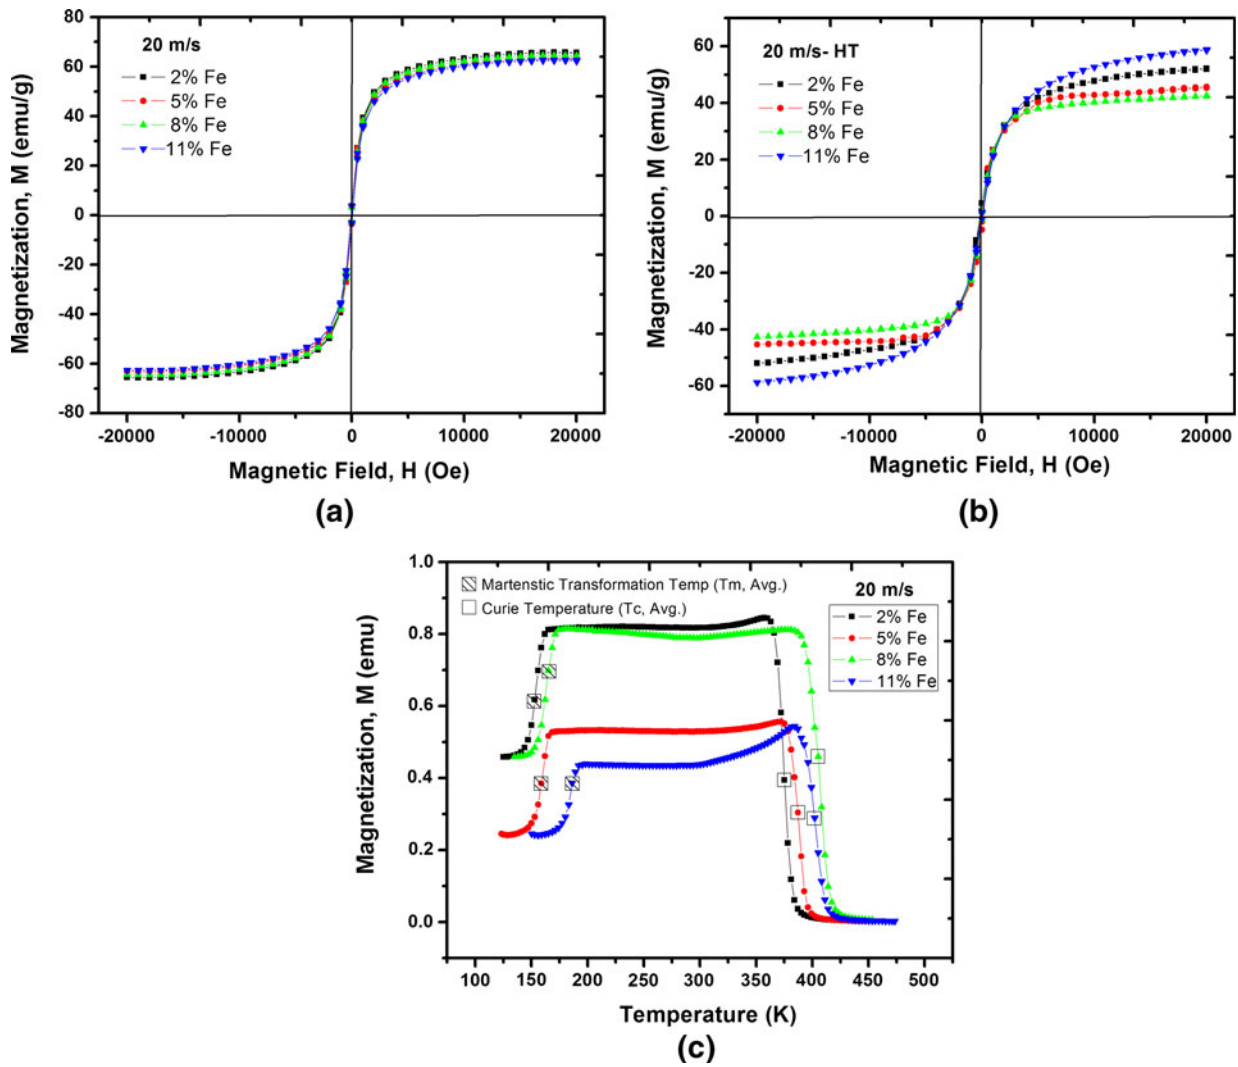 20 m/s
2% Fe
5% Fe
8% Fe
11% Fe
80
60
40
20
0
-20
-40
-60
-80
Magnetization, M (emu/g)
-20000 -10000 0 10000 20000
Magnetic Field, H (Oe)
(a)
20 m/s- HT
2% Fe
5% Fe
8% Fe
11% Fe
60
40
20
0
-20
-40
-60
Magnetization, M (emu/g)
-20000 -10000 0 10000 20000
Magnetic Field, H (Oe)
(b)
Martenstic Transformation Temp (Tm, Avg.)
Curie Temperature (Tc, Avg.)
20 m/s
2% Fe
5% Fe
8% Fe
11% Fe
1.0
0.8
0.6
0.4
0.2
0.0
Magnetization, M (emu)
100 150 200 250 300 350 400 450 500
Temperature (K)
(c)